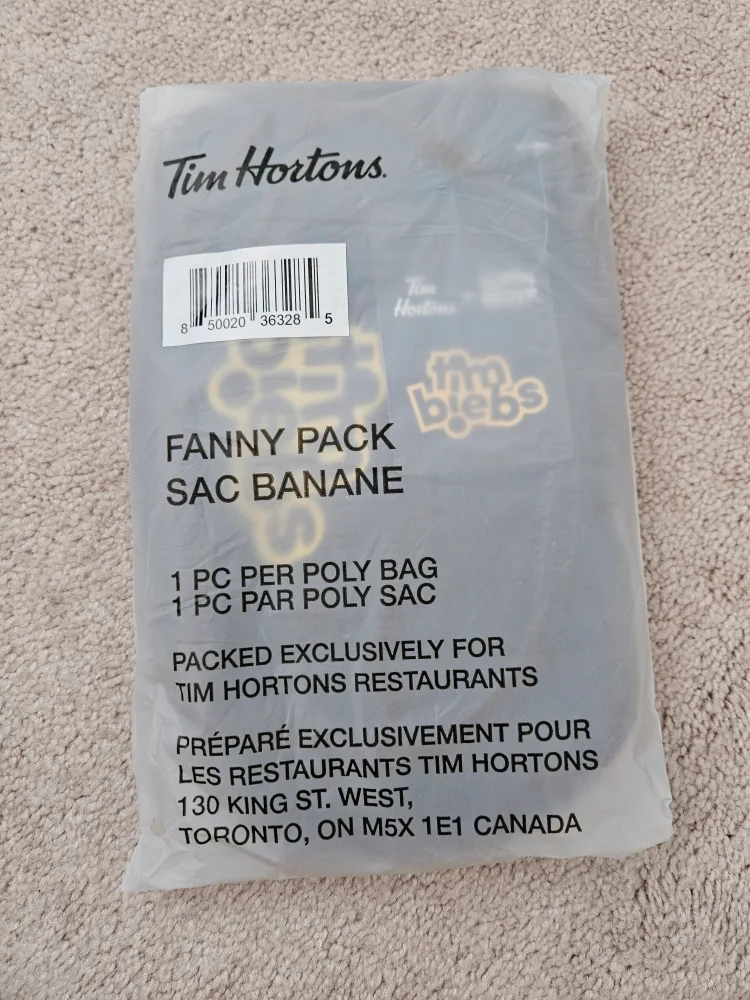 Tim Hortons.
8 50020 36328 5
Tim
Hortons
tim
biebs
FANNY PACK
SAC BANANE
1 PC PER POLY BAG
1 PC PAR POLY SAC
PACKED EXCLUSIVELY FOR
TIM HORTONS RESTAURANTS
PRÉPARÉ EXCLUSIVEMENT POUR
LES RESTAURANTS TIM HORTONS
130 KING ST. WEST,
TORONTO, ON M5X 1E1 CANADA